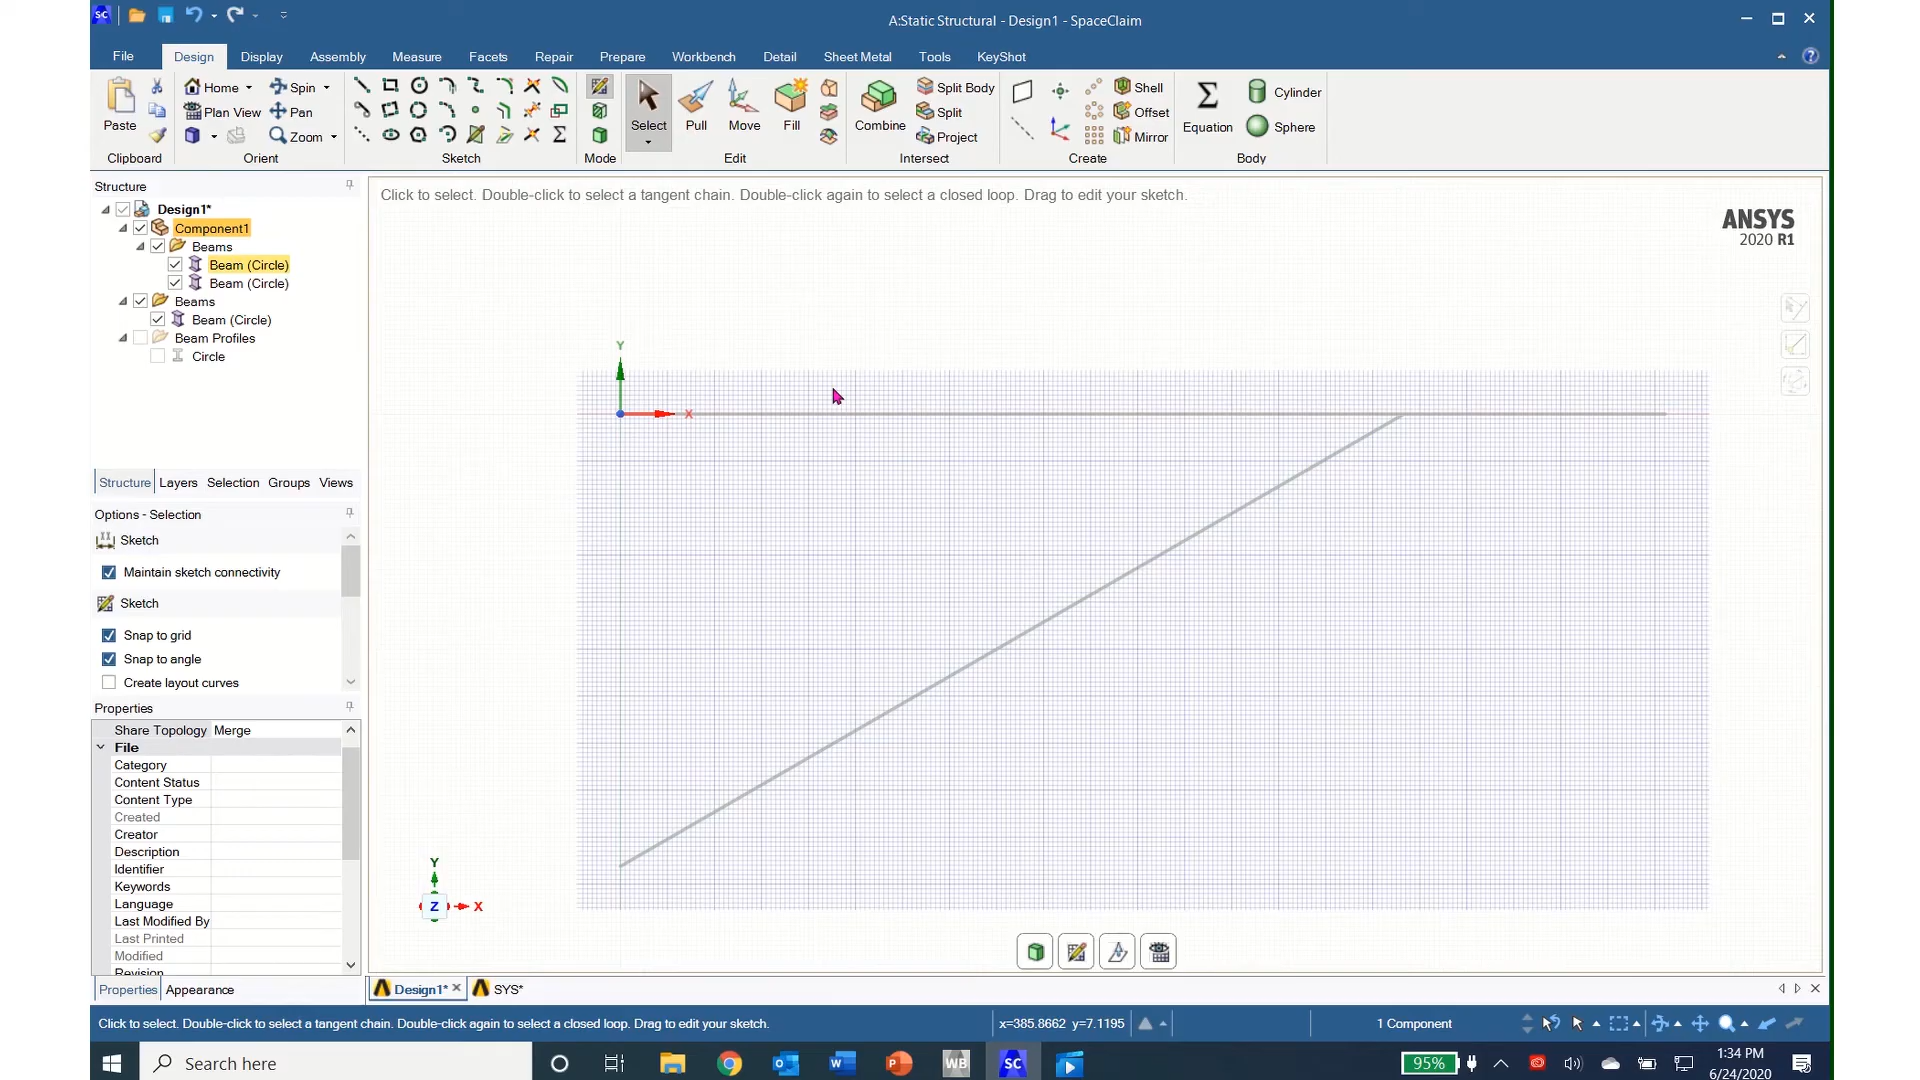 A:Static Structural - Design1 - SpaceClaim
File Design Display Assembly Measure Facets Repair Prepare Workbench Detail Sheet Metal Tools KeyShot
Paste
Home Spin
Plan View Pan
Zoom
Select Pull Move Fill
Combine
Split Body
Split
Project
Shell
Offset
Mirror
Equation
Cylinder
Sphere
Clipboard Orient Sketch Mode Edit Intersect Create Body
Structure
Design1*
Component1
Beams
Beam (Circle)
Beam (Circle)
Beams
Beam (Circle)
Beam Profiles
Circle
Structure Layers Selection Groups Views
Options - Selection
Sketch
Maintain sketch connectivity
Sketch
Snap to grid
Snap to angle
Create layout curves
Properties
Share Topology Merge
File
Category
Content Status
Content Type
Created
Creator
Description
Identifier
Keywords
Language
Last Modified By
Last Printed
Modified
Revision
Properties Appearance
Click to select. Double-click to select a tangent chain. Double-click again to select a closed loop. Drag to edit your sketch.
ANSYS
2020 R1
Y
X
Y
Z X
Design1* SYS*
Click to select. Double-click to select a tangent chain. Double-click again to select a closed loop. Drag to edit your sketch.
x=385.8662 y=7.1195
1 Component
Search here
WB
SC
95%
1:34 PM
6/24/2020